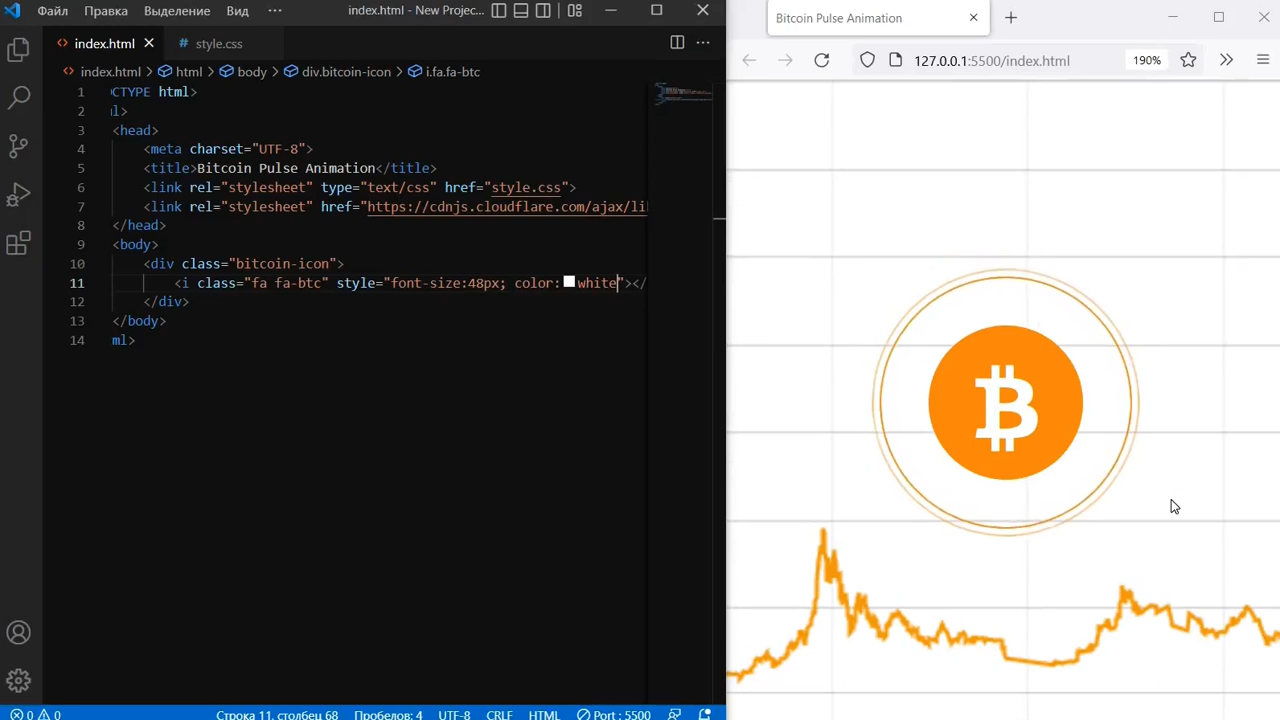 Файл Правка Выделение Вид ··· index.html - New Projec...
index.html style.css
index.html > html > body > div.bitcoin-icon > i.fa.fa-btc
1 CTYPE html>
2 l>
3 <head>
4 <meta charset="UTF-8">
5 <title>Bitcoin Pulse Animation</title>
6 <link rel="stylesheet" type="text/css" href="style.css">
7 <link rel="stylesheet" href="https://cdnjs.cloudflare.com/ajax/li
8 </head>
9 <body>
10 <div class="bitcoin-icon">
11 <i class="fa fa-btc" style="font-size:48px; color:white"></
12 </div>
13 </body>
14 ml>
0 0 Строка 11, столбец 68 Пробелов: 4 UTF-8 CRLF HTML Port : 5500
Bitcoin Pulse Animation
127.0.0.1:5500/index.html 190%